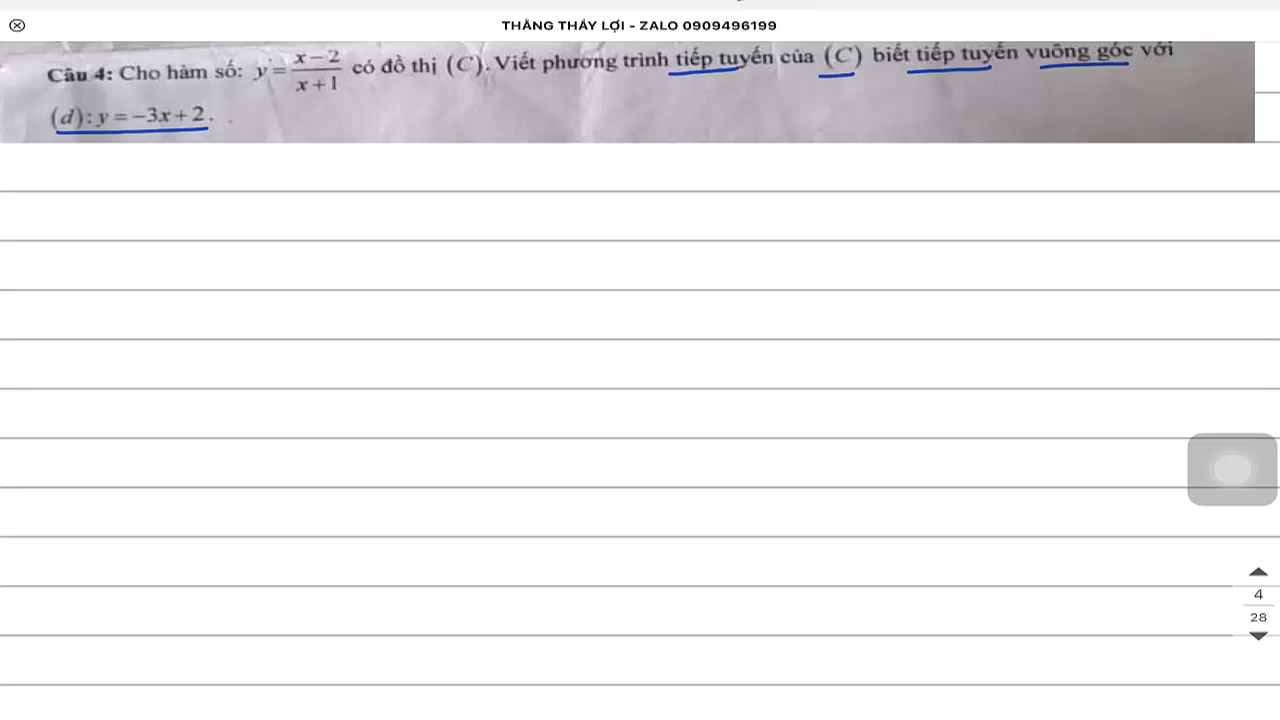 THẦNG THẦY LỢI - ZALO 0909496199
Câu 4: Cho hàm số: y = \frac{x-2}{x+1} có đồ thị (C). Viết phương trình tiếp tuyến của (C) biết tiếp tuyến vuông góc với
(d): y = −3x + 2.
4
28